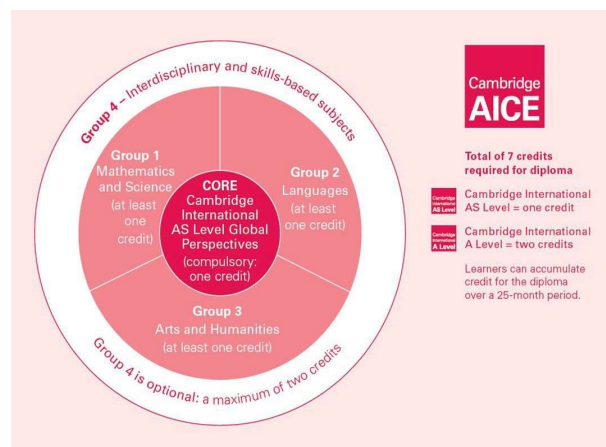 Group 4 – Interdisciplinary and skills-based subjects
Group 1
Mathematics
and Science
(at least
one
credit)
Group 2
Languages
(at least
one credit)
CORE
Cambridge
International
AS Level Global
Perspectives
(compulsory:
one credit)
Group 3
Arts and Humanities
(at least one credit)
Group 4 is optional: a maximum of two credits
Cambridge
AICE
Total of 7 credits
required for diploma
Cambridge
International
AS Level
Cambridge International
AS Level = one credit
Cambridge
International
A Level
Cambridge International
A Level = two credits
Learners can accumulate
credit for the diploma
over a 25-month period.